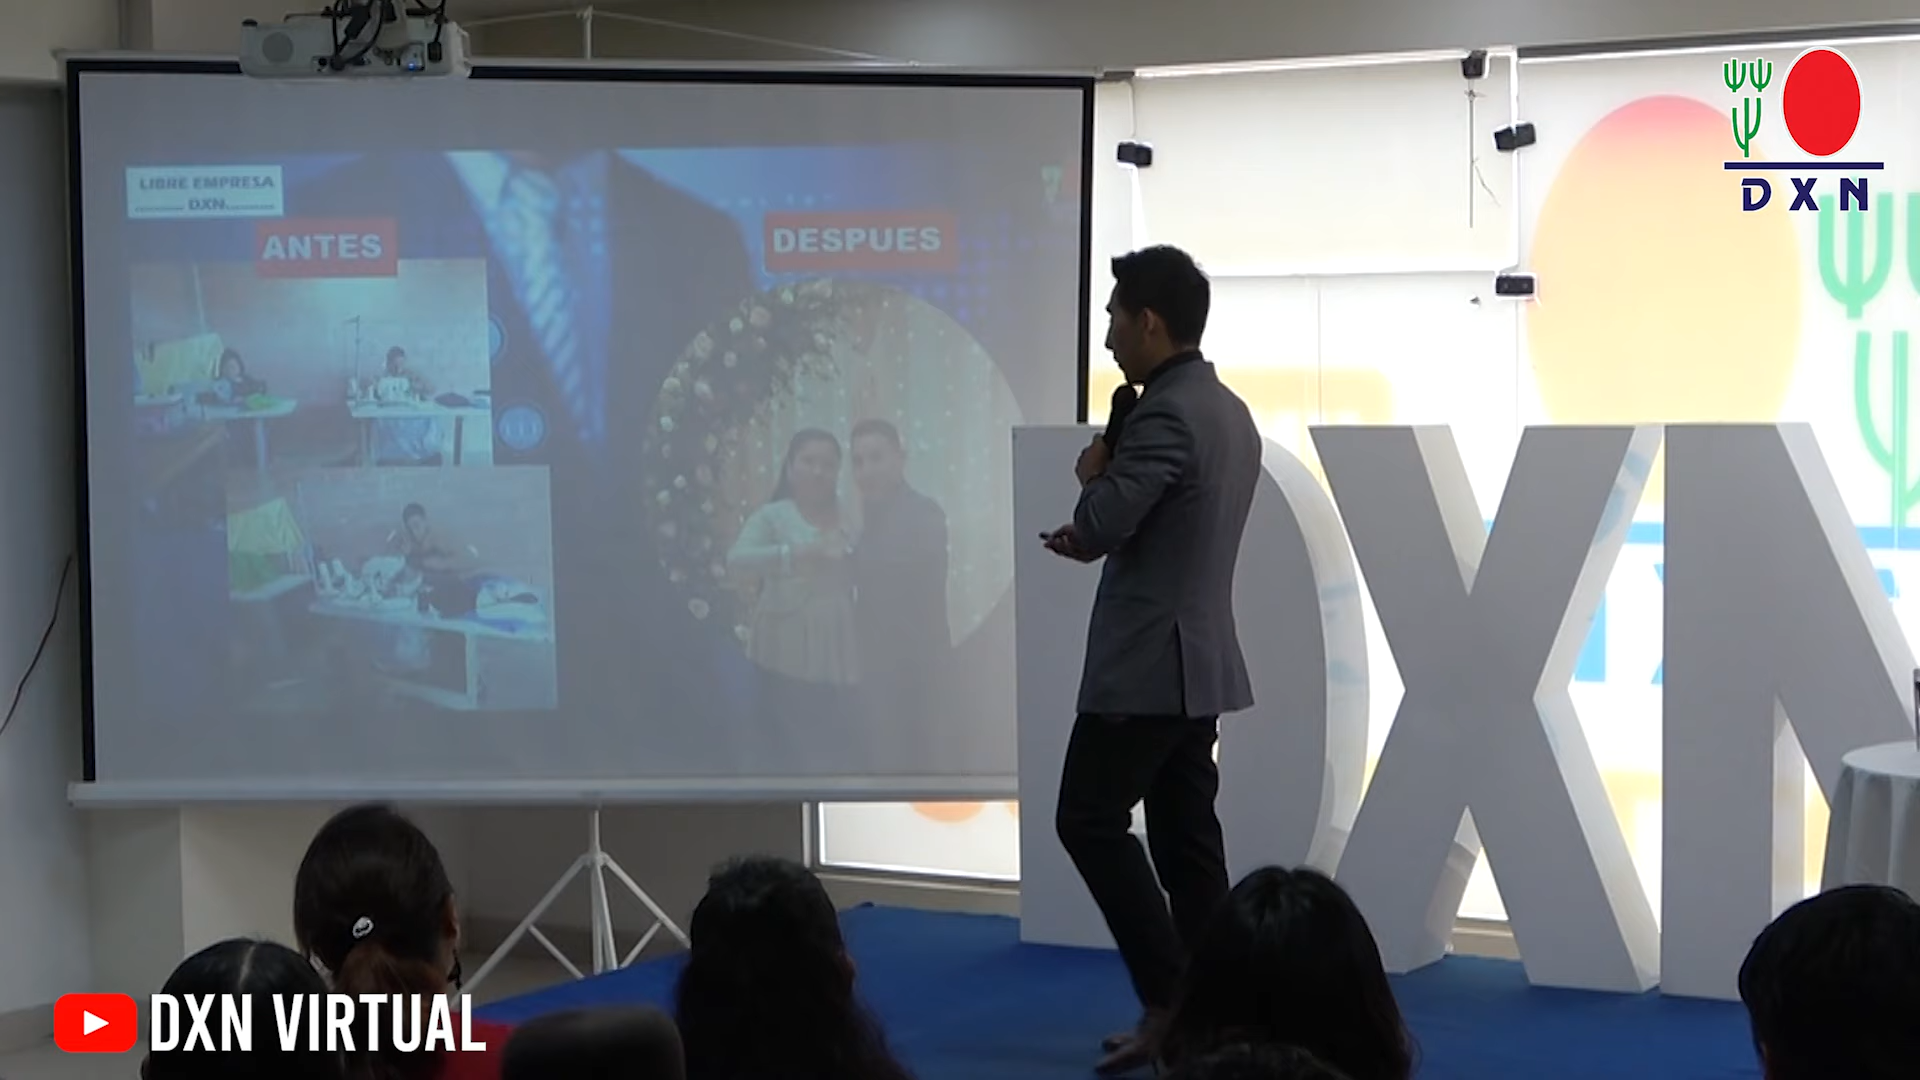 LIBRE EMPRESA
DXN
ANTES
DESPUES
DXN
DXN
DXN VIRTUAL